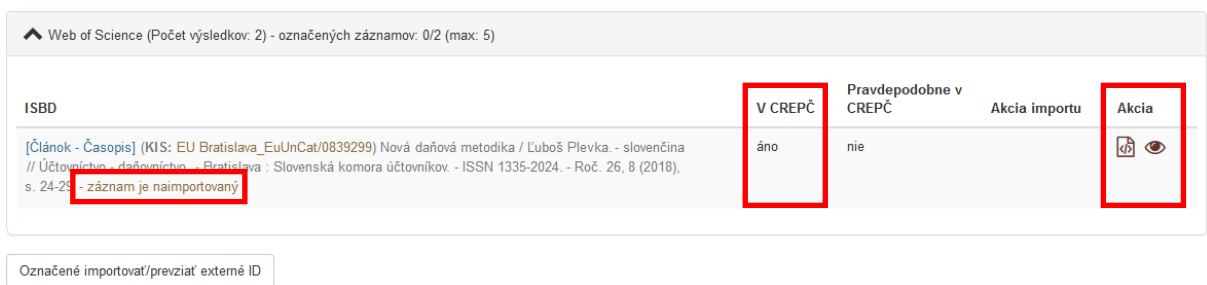 Web of Science (Počet výsledkov: 2) - označených záznamov: 0/2 (max: 5)
ISBD
V CREPČ
Pravdepodobne v
CREPČ
Akcia importu
Akcia
[Článok - Časopis] (KIS: EU Bratislava_EuUnCat/0839299) Nová daňová metodika / Ľuboš Plevka. - slovenčina
// Účtovníctvo - daňovníctvo. - Bratislava : Slovenská komora účtovníkov. - ISSN 1335-2024. - Roč. 26, 8 (2018),
s. 24-29 - záznam je naimportovaný
áno
nie
Označené importovať/prevziať externé ID